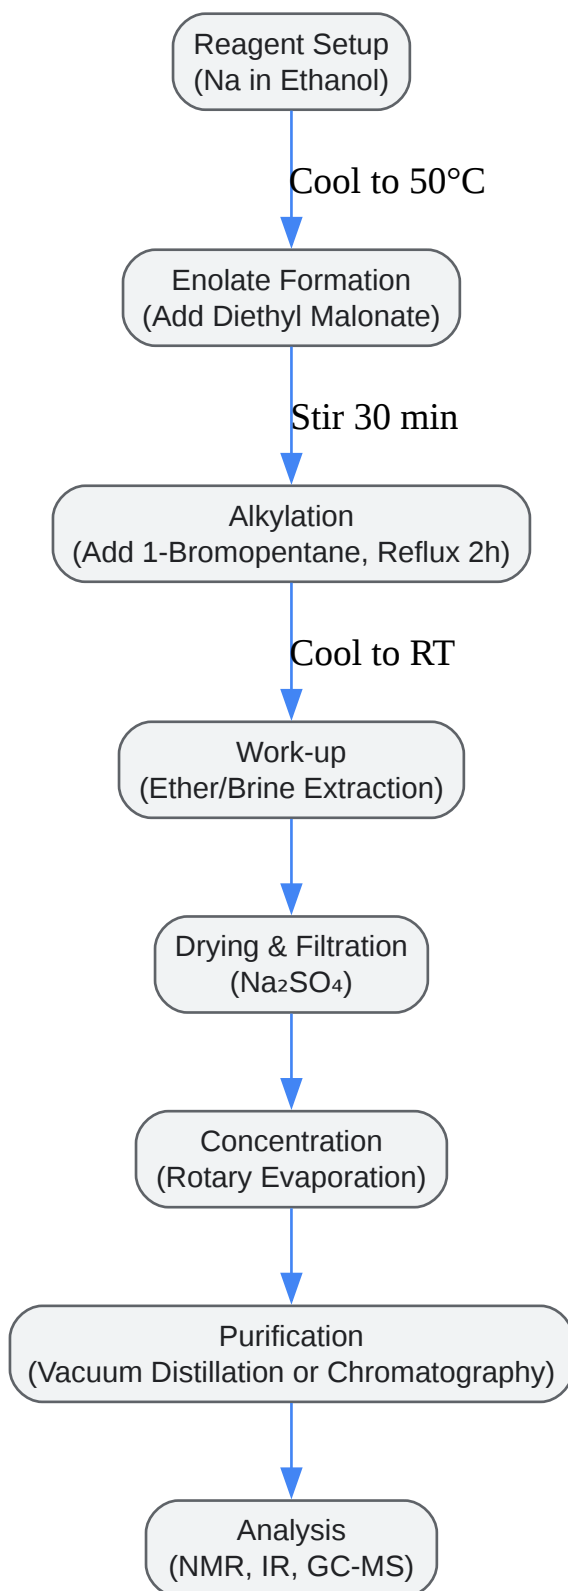 Reagent Setup
(Na in Ethanol)
Cool to 50°C
Enolate Formation
(Add Diethyl Malonate)
Stir 30 min
Alkylation
(Add 1-Bromopentane, Reflux 2h)
Cool to RT
Work-up
(Ether/Brine Extraction)
Drying & Filtration
(Na₂SO₄)
Concentration
(Rotary Evaporation)
Purification
(Vacuum Distillation or Chromatography)
Analysis
(NMR, IR, GC-MS)